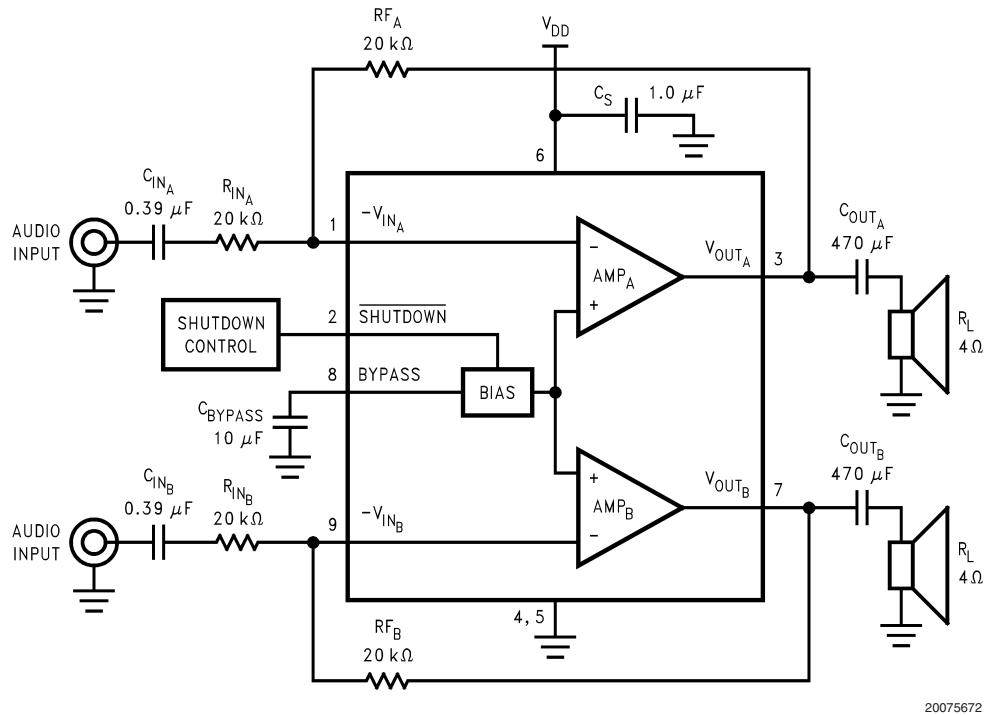 RF_A
20 kΩ
V_DD
C_S
1.0 μF
6
C_IN_A
0.39 μF
R_IN_A
20 kΩ
AUDIO
INPUT
1
-V_IN_A
−
AMP_A
+
V_OUT_A
3
C_OUT_A
470 μF
R_L
4Ω
SHUTDOWN
CONTROL
2
SHUTDOWN
8
BYPASS
BIAS
C_BYPASS
10 μF
C_IN_B
0.39 μF
R_IN_B
20 kΩ
AUDIO
INPUT
9
-V_IN_B
+
AMP_B
−
V_OUT_B
7
C_OUT_B
470 μF
R_L
4Ω
4, 5
RF_B
20 kΩ
20075672